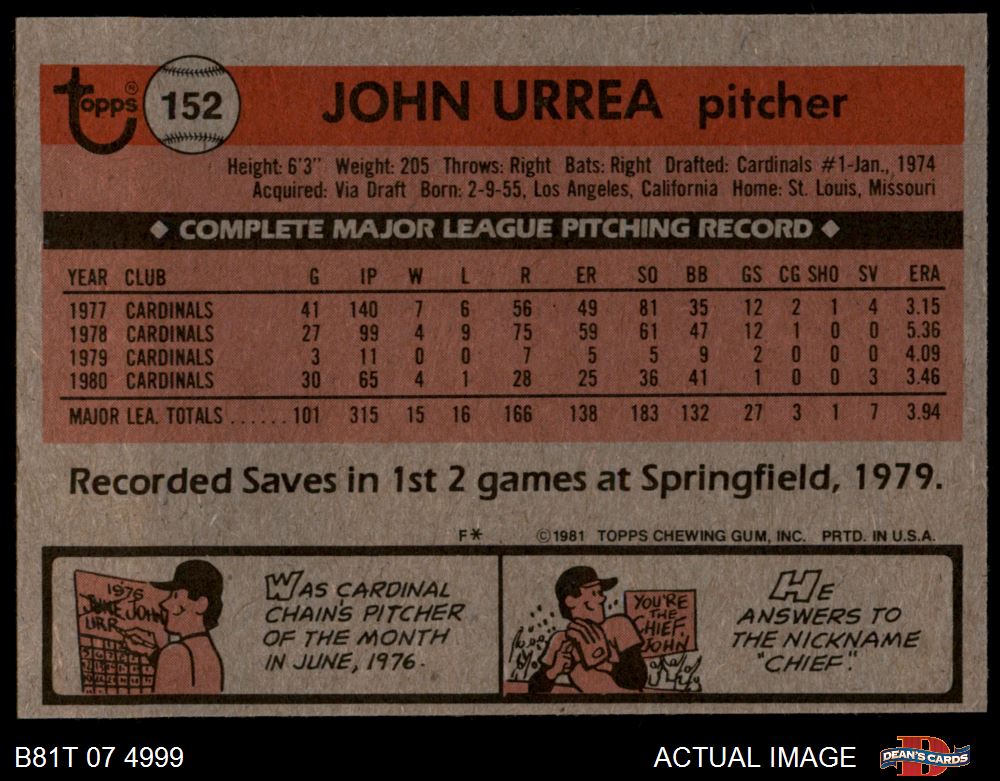 Topps® 152 JOHN URREA pitcher
Height: 6'3" Weight: 205 Throws: Right Bats: Right Drafted: Cardinals #1-Jan., 1974
Acquired: Via Draft Born: 2-9-55, Los Angeles, California Home: St. Louis, Missouri
◆ COMPLETE MAJOR LEAGUE PITCHING RECORD ◆
YEAR CLUB G IP W L R ER SO BB GS CG SHO SV ERA
1977 CARDINALS 41 140 7 6 56 49 81 35 12 2 1 4 3.15
1978 CARDINALS 27 99 4 9 75 59 61 47 12 1 0 0 5.36
1979 CARDINALS 3 11 0 0 7 5 5 9 2 0 0 0 4.09
1980 CARDINALS 30 65 4 1 28 25 36 41 1 0 0 3 3.46
MAJOR LEA. TOTALS ...... 101 315 15 16 166 138 183 132 27 3 1 7 3.94
Recorded Saves in 1st 2 games at Springfield, 1979.
F* ©1981 TOPPS CHEWING GUM, INC. PRTD. IN U.S.A.
1976
JUNE JOHN
URR
WAS CARDINAL
CHAIN'S PITCHER
OF THE MONTH
IN JUNE, 1976.
YOU'RE
THE
CHIEF,
JOHN
HE
ANSWERS TO
THE NICKNAME
"CHIEF."
B81T 07 4999 ACTUAL IMAGE DEAN'S CARDS